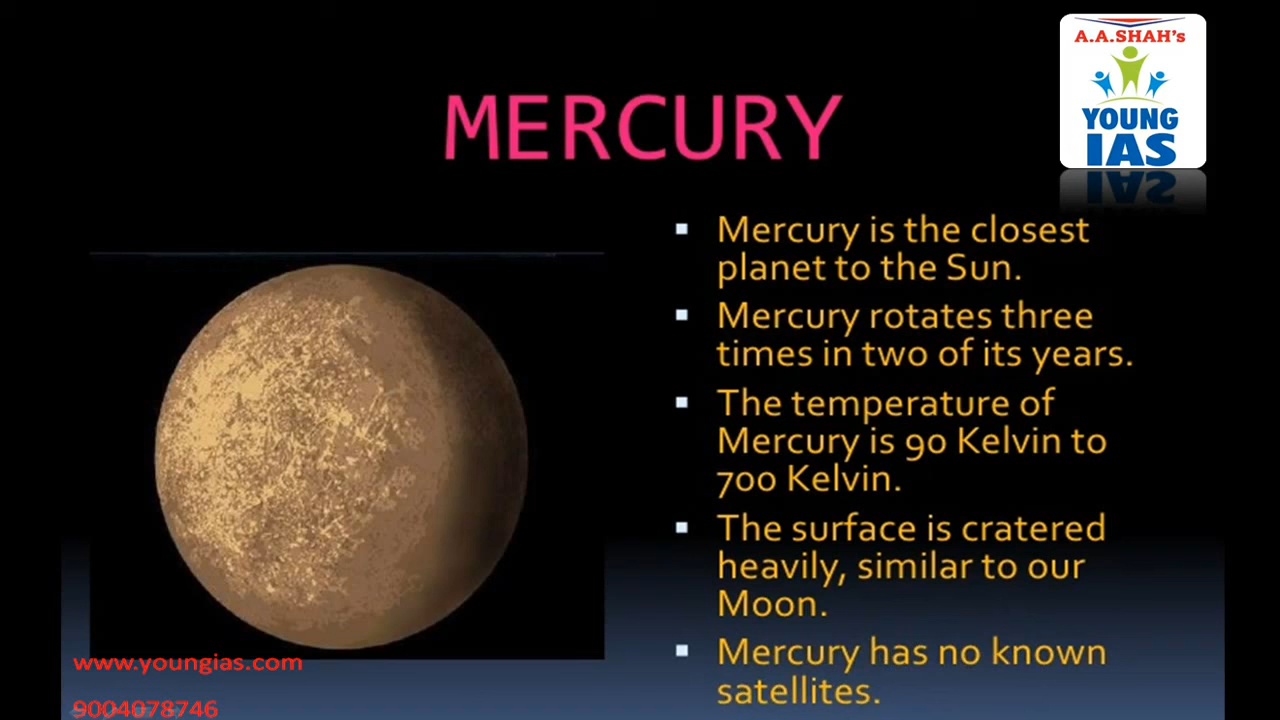 A.A.SHAH's
YOUNG
IAS
MERCURY
Mercury is the closest
planet to the Sun.
Mercury rotates three
times in two of its years.
The temperature of
Mercury is 90 Kelvin to
700 Kelvin.
The surface is cratered
heavily, similar to our
Moon.
Mercury has no known
satellites.
www.youngias.com
9004078746